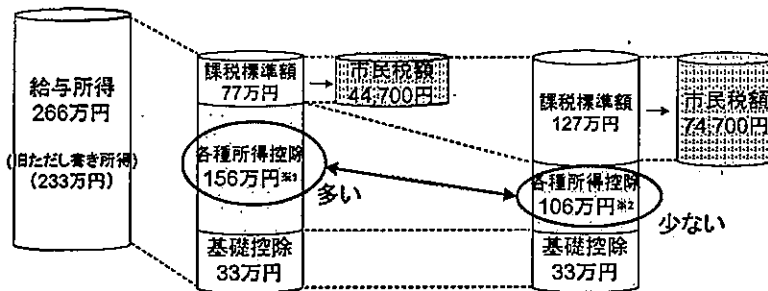 給与所得
266万円
(旧ただし書き所得)
(233万円)
課税標準額
77万円
→
市民税額
44,700円
各種所得控除
156万円※1
多い
基礎控除
33万円
課税標準額
127万円
→
市民税額
74,700円
各種所得控除
106万円※2
少ない
基礎控除
33万円